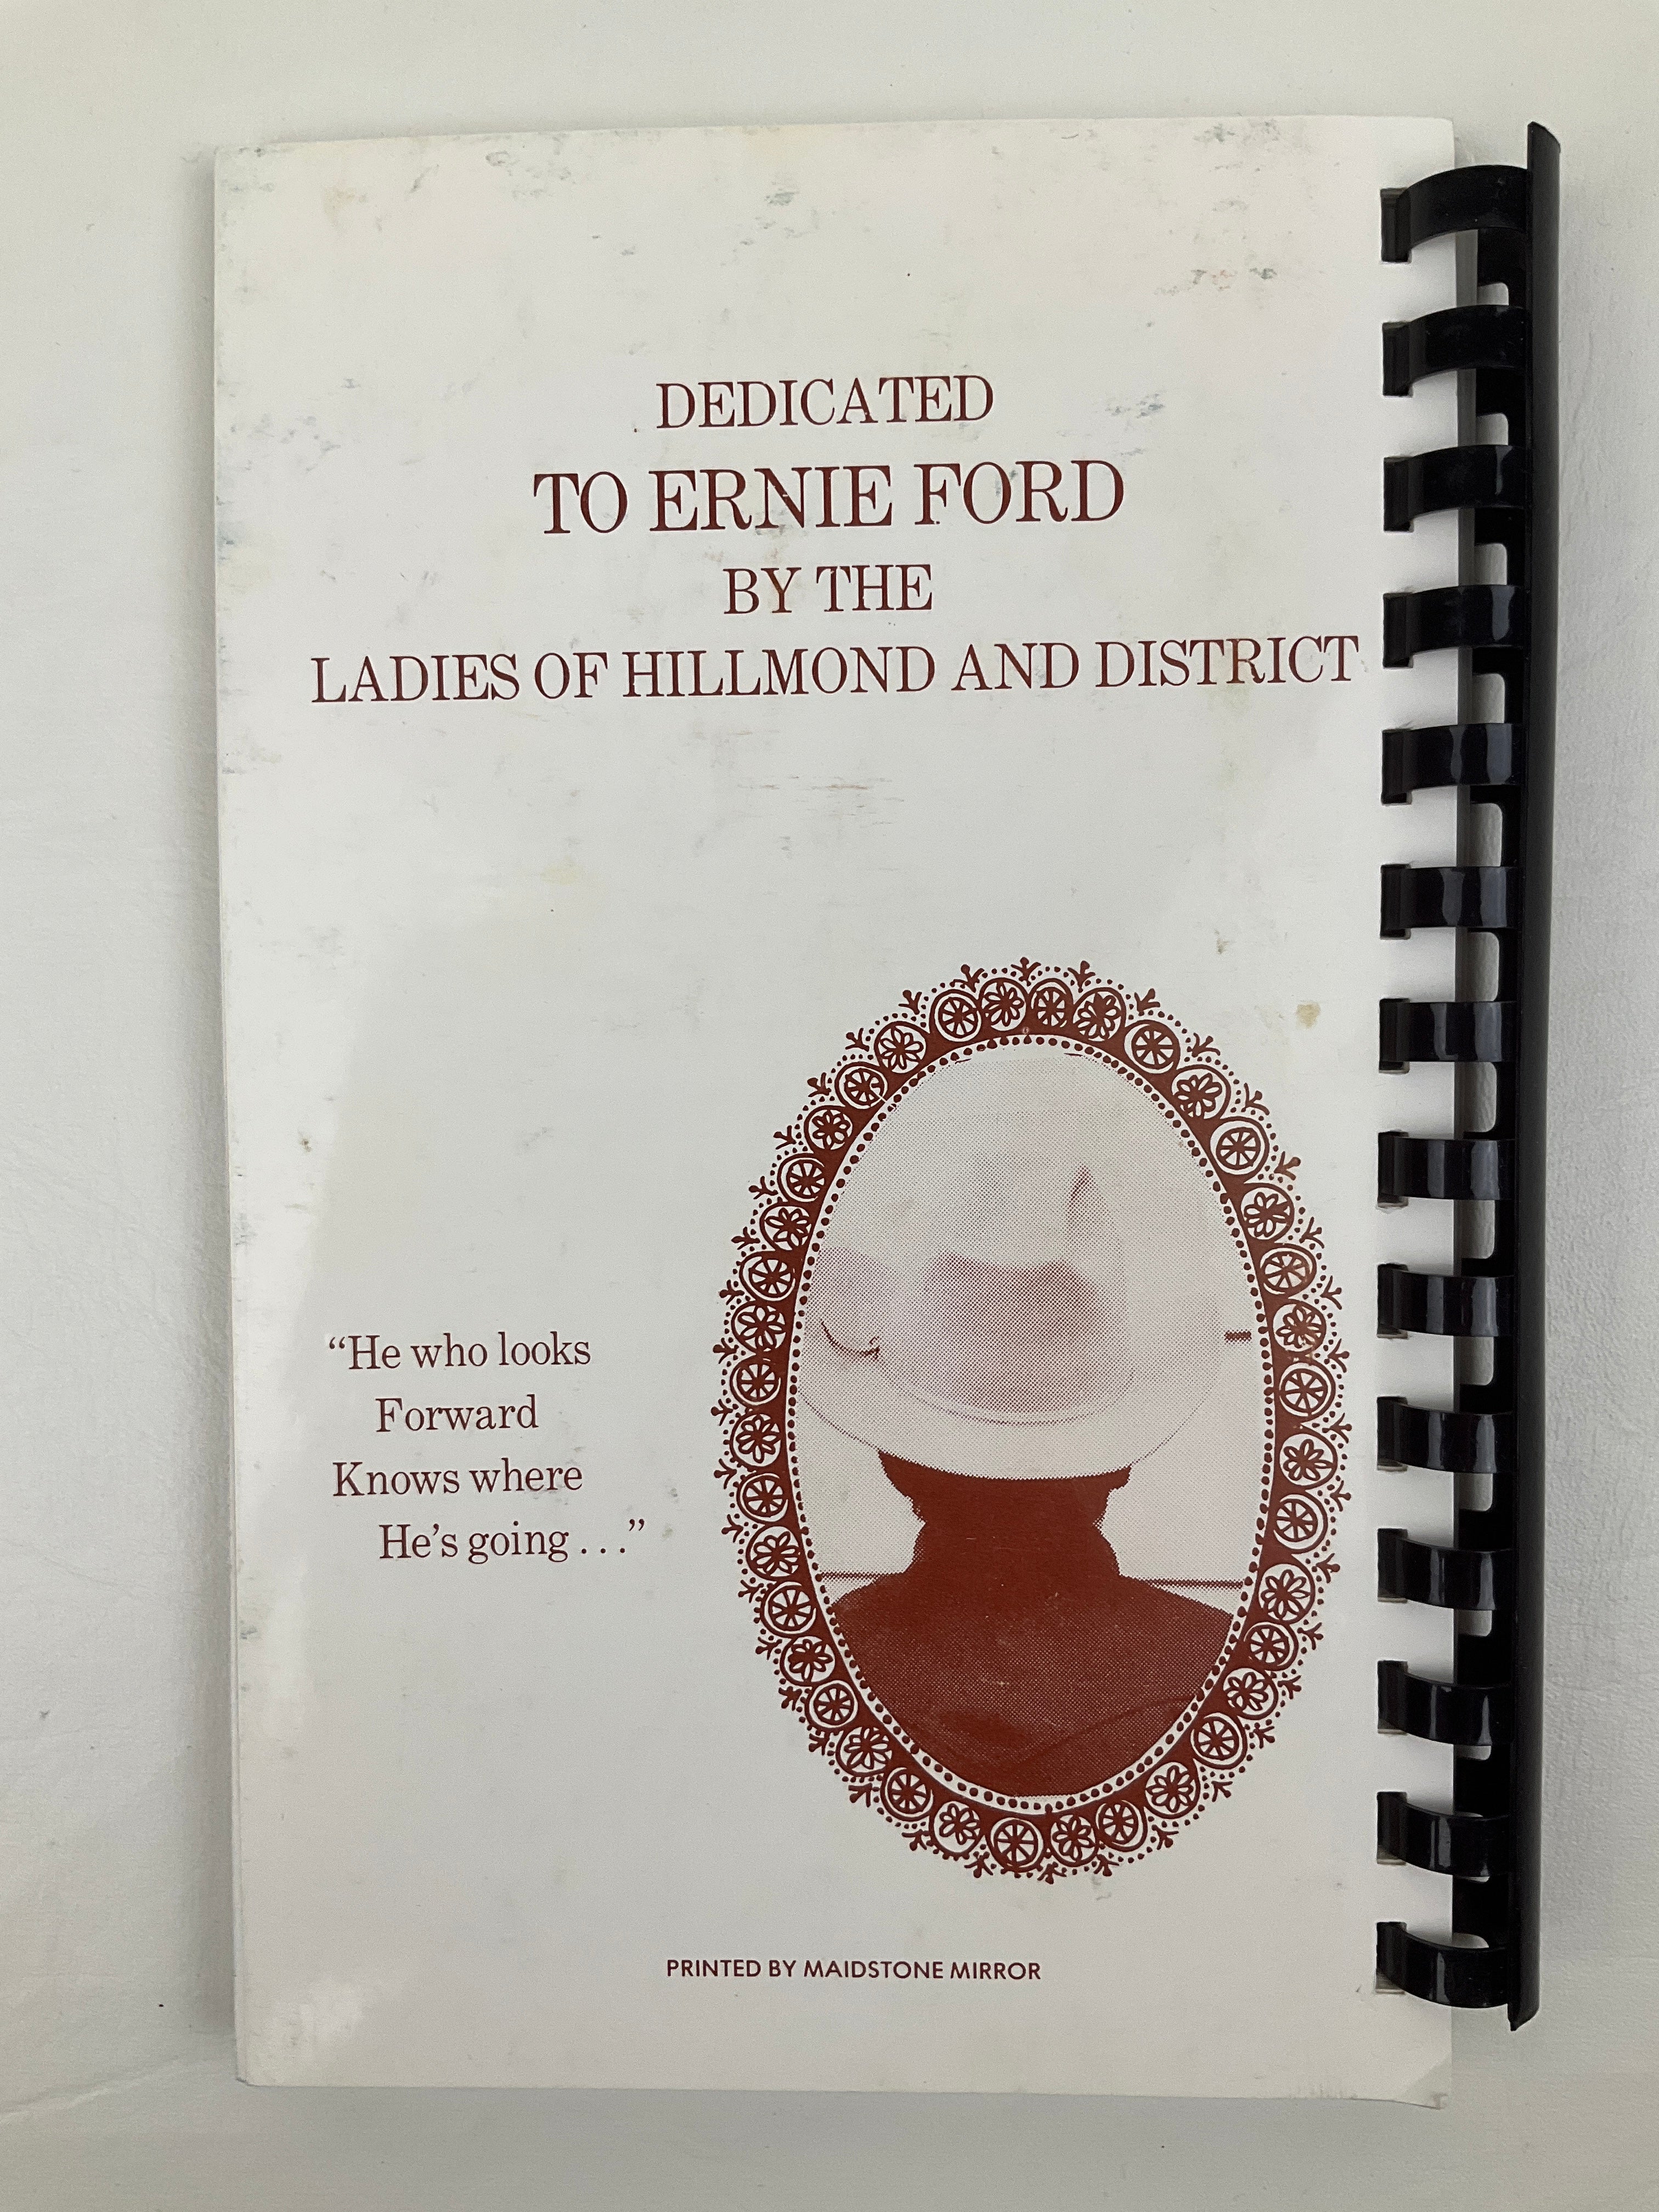 DEDICATED
TO ERNIE FORD
BY THE
LADIES OF HILLMOND AND DISTRICT
“He who looks
Forward
Knows where
He’s going . . .”
PRINTED BY MAIDSTONE MIRROR